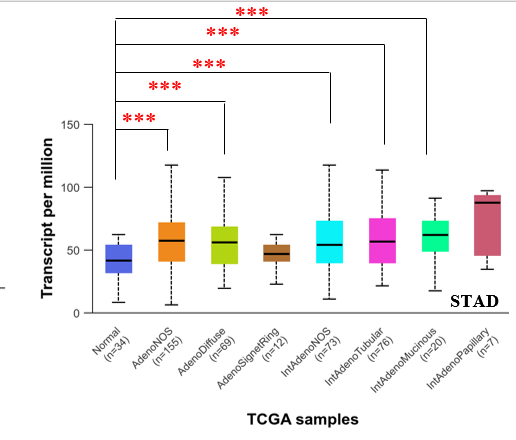 ***
***
***
***
***
Transcript per million
150
100
50
0
STAD
Normal
(n=34)
AdenoNOS
(n=155)
AdenoDiffuse
(n=69)
AdenoSignetRing
(n=12)
IntAdenoNOS
(n=73)
IntAdenoTubular
(n=76)
IntAdenoMucinous
(n=20)
IntAdenoPapillary
(n=7)
TCGA samples